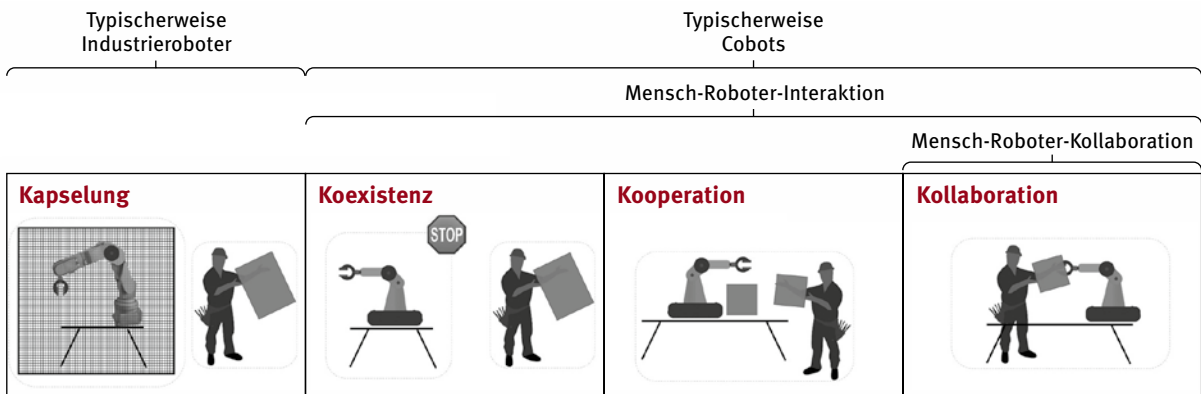 Typischerweise
Industrieroboter
Typischerweise
Cobots
Mensch-Roboter-Interaktion
Mensch-Roboter-Kollaboration
Kapselung
Koexistenz
Kooperation
Kollaboration
STOP